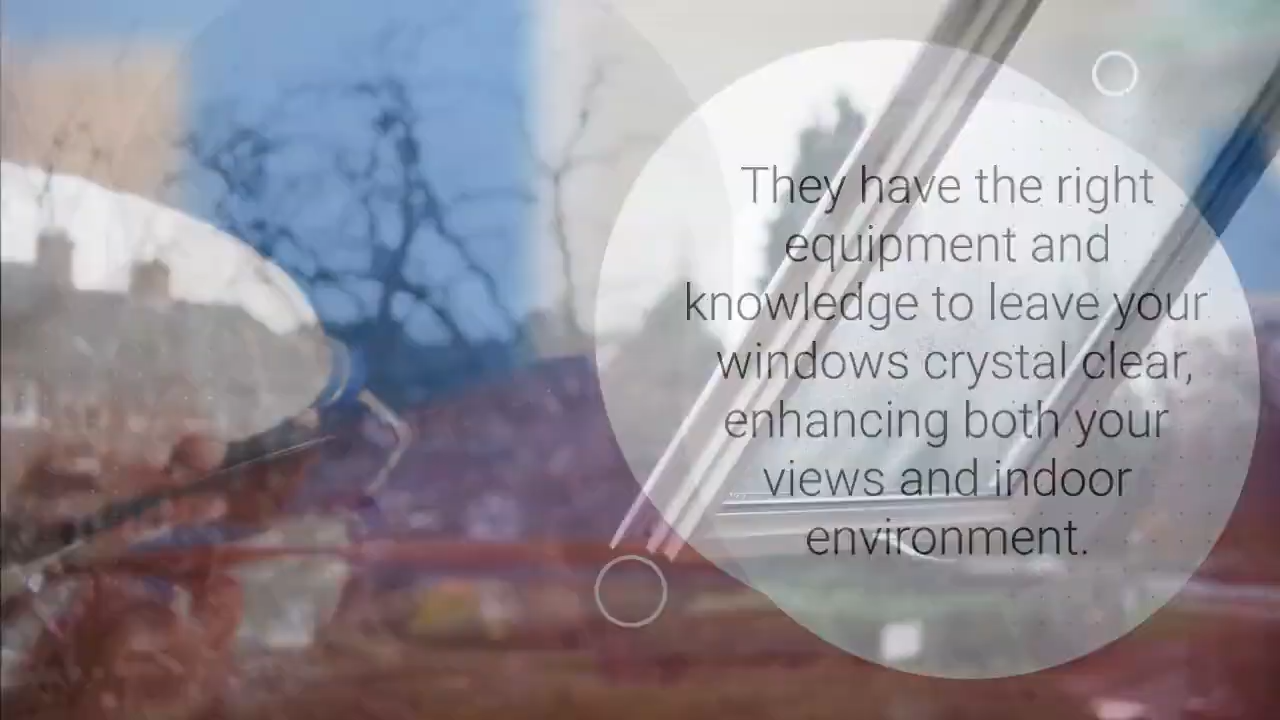 They have the right
equipment and
knowledge to leave your
windows crystal clear,
enhancing both your
views and indoor
environment.